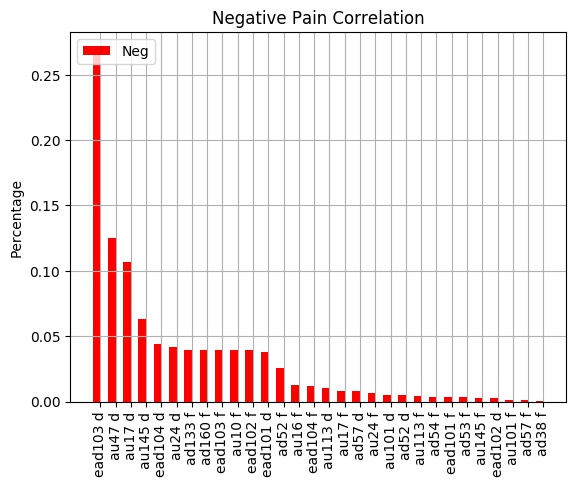 Negative Pain Correlation
Neg
Percentage
0.25
0.20
0.15
0.10
0.05
0.00
ead103 d
au47 d
au17 d
au145 d
ead104 d
au24 d
ad133 f
ad160 f
ead103 f
au10 f
ead102 f
ead101 d
ad52 f
au16 f
ead104 f
au113 d
au17 f
ad57 d
au24 f
au101 d
ad52 d
au113 f
ad54 f
ead101 f
ad53 f
au145 f
ead102 d
au101 f
ad57 f
ad38 f